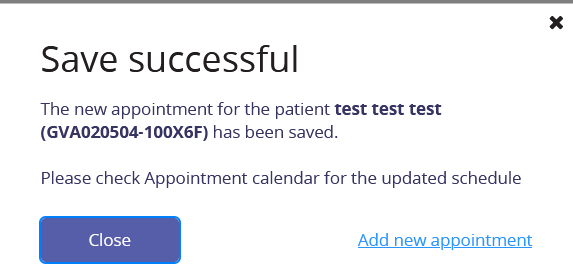 Save successful
The new appointment for the patient test test test
(GVA020504-100X6F) has been saved.
Please check Appointment calendar for the updated schedule
Close
Add new appointment